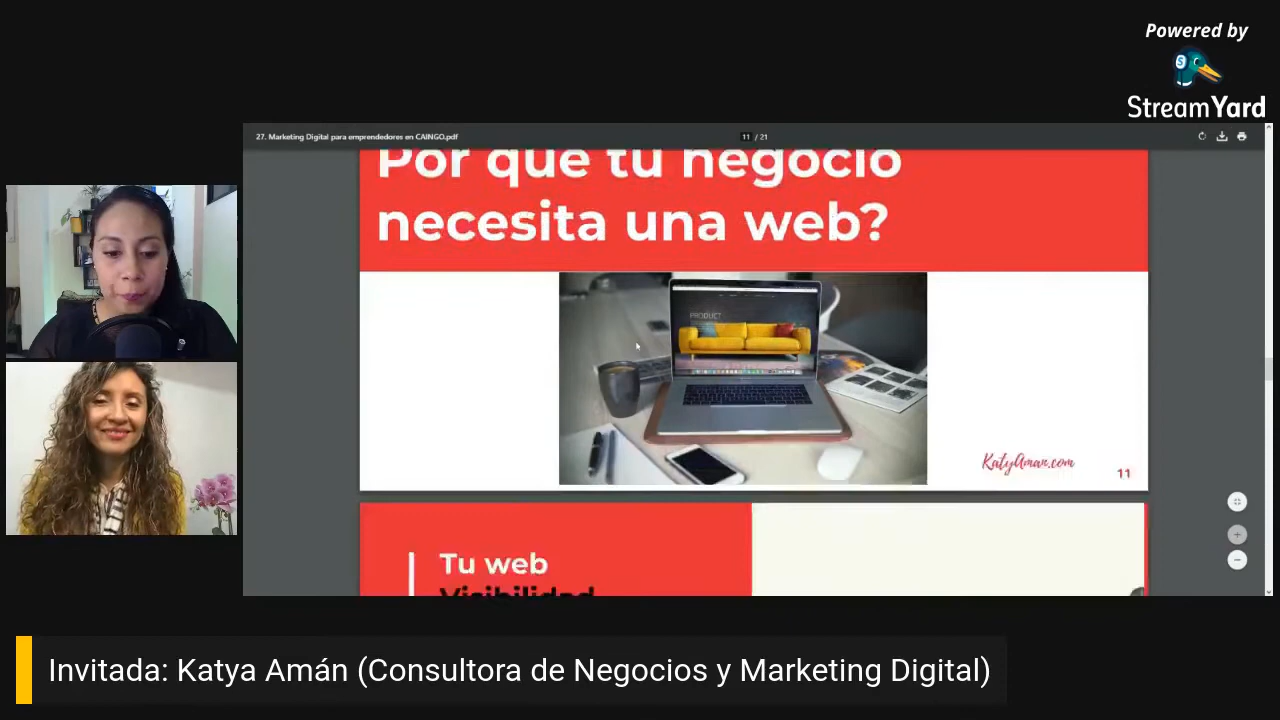 Powered by
StreamYard
27. Marketing Digital para emprendedores en CAINGO.pdf
11 / 21
Por que tu negocio
necesita una web?
PRODUCT
KatyAman.com
11
Tu web
Visibilidad
Invitada: Katya Amán (Consultora de Negocios y Marketing Digital)